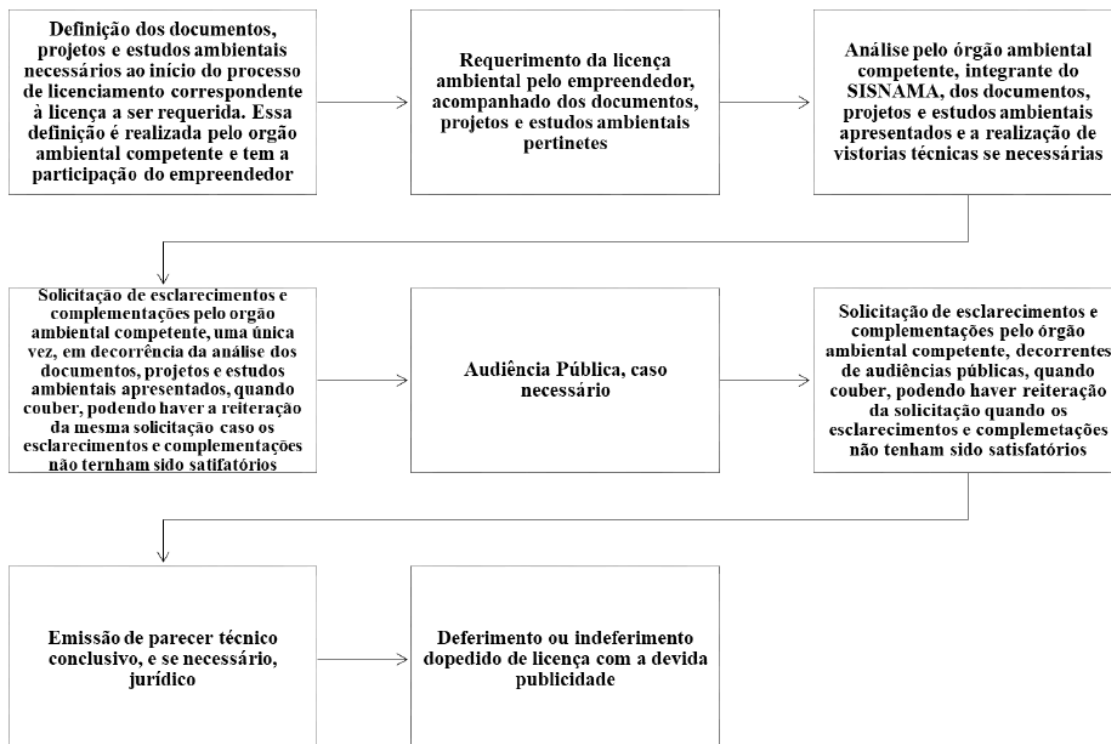 Definição dos documentos,
projetos e estudos ambientais
necessários ao início do processo
de licenciamento correspondente
à licença a ser requerida. Essa
definição é realizada pelo orgão
ambiental competente e tem a
participação do empreendedor
Requerimento da licença
ambiental pelo empreendedor,
acompanhado dos documentos,
projetos e estudos ambientais
pertinetes
Análise pelo órgão ambiental
competente, integrante do
SISNAMA, dos documentos,
projetos e estudos ambientais
apresentados e a realização de
vistorias técnicas se necessárias
Solicitação de esclarecimentos e
complementações pelo orgão
ambiental competente, uma única
vez, em decorrência da análise dos
documentos, projetos e estudos
ambientais apresentados, quando
couber, podendo haver a reiteração
da mesma solicitação caso os
esclarecimentos e complementações
não ternham sido satifatórios
Audiência Pública, caso
necessário
Solicitação de esclarecimentos e
complementações pelo órgão
ambiental competente, decorrentes
de audiências públicas, quando
couber, podendo haver reiteração
da solicitação quando os
esclarecimentos e complemetações
não tenham sido satisfatórios
Emissão de parecer técnico
conclusivo, e se necessário,
jurídico
Deferimento ou indeferimento
dopedido de licença com a devida
publicidade